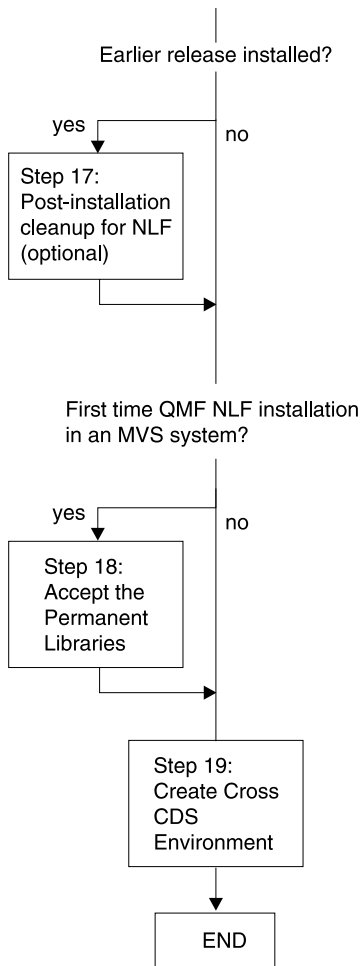 Earlier release installed?
yes
no
Step 17:
Post-installation
cleanup for NLF
(optional)
First time QMF NLF installation
in an MVS system?
yes
no
Step 18:
Accept the
Permanent
Libraries
Step 19:
Create Cross
CDS
Environment
END